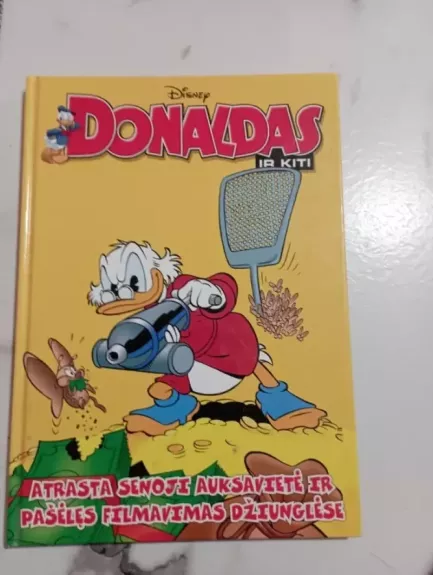 Disney
DONALDAS
IR KITI
ATRASTA SENOJI AUKSAVIETĖ IR
PAŠĖLĘS FILMAVIMAS DŽIUNGLĖSE